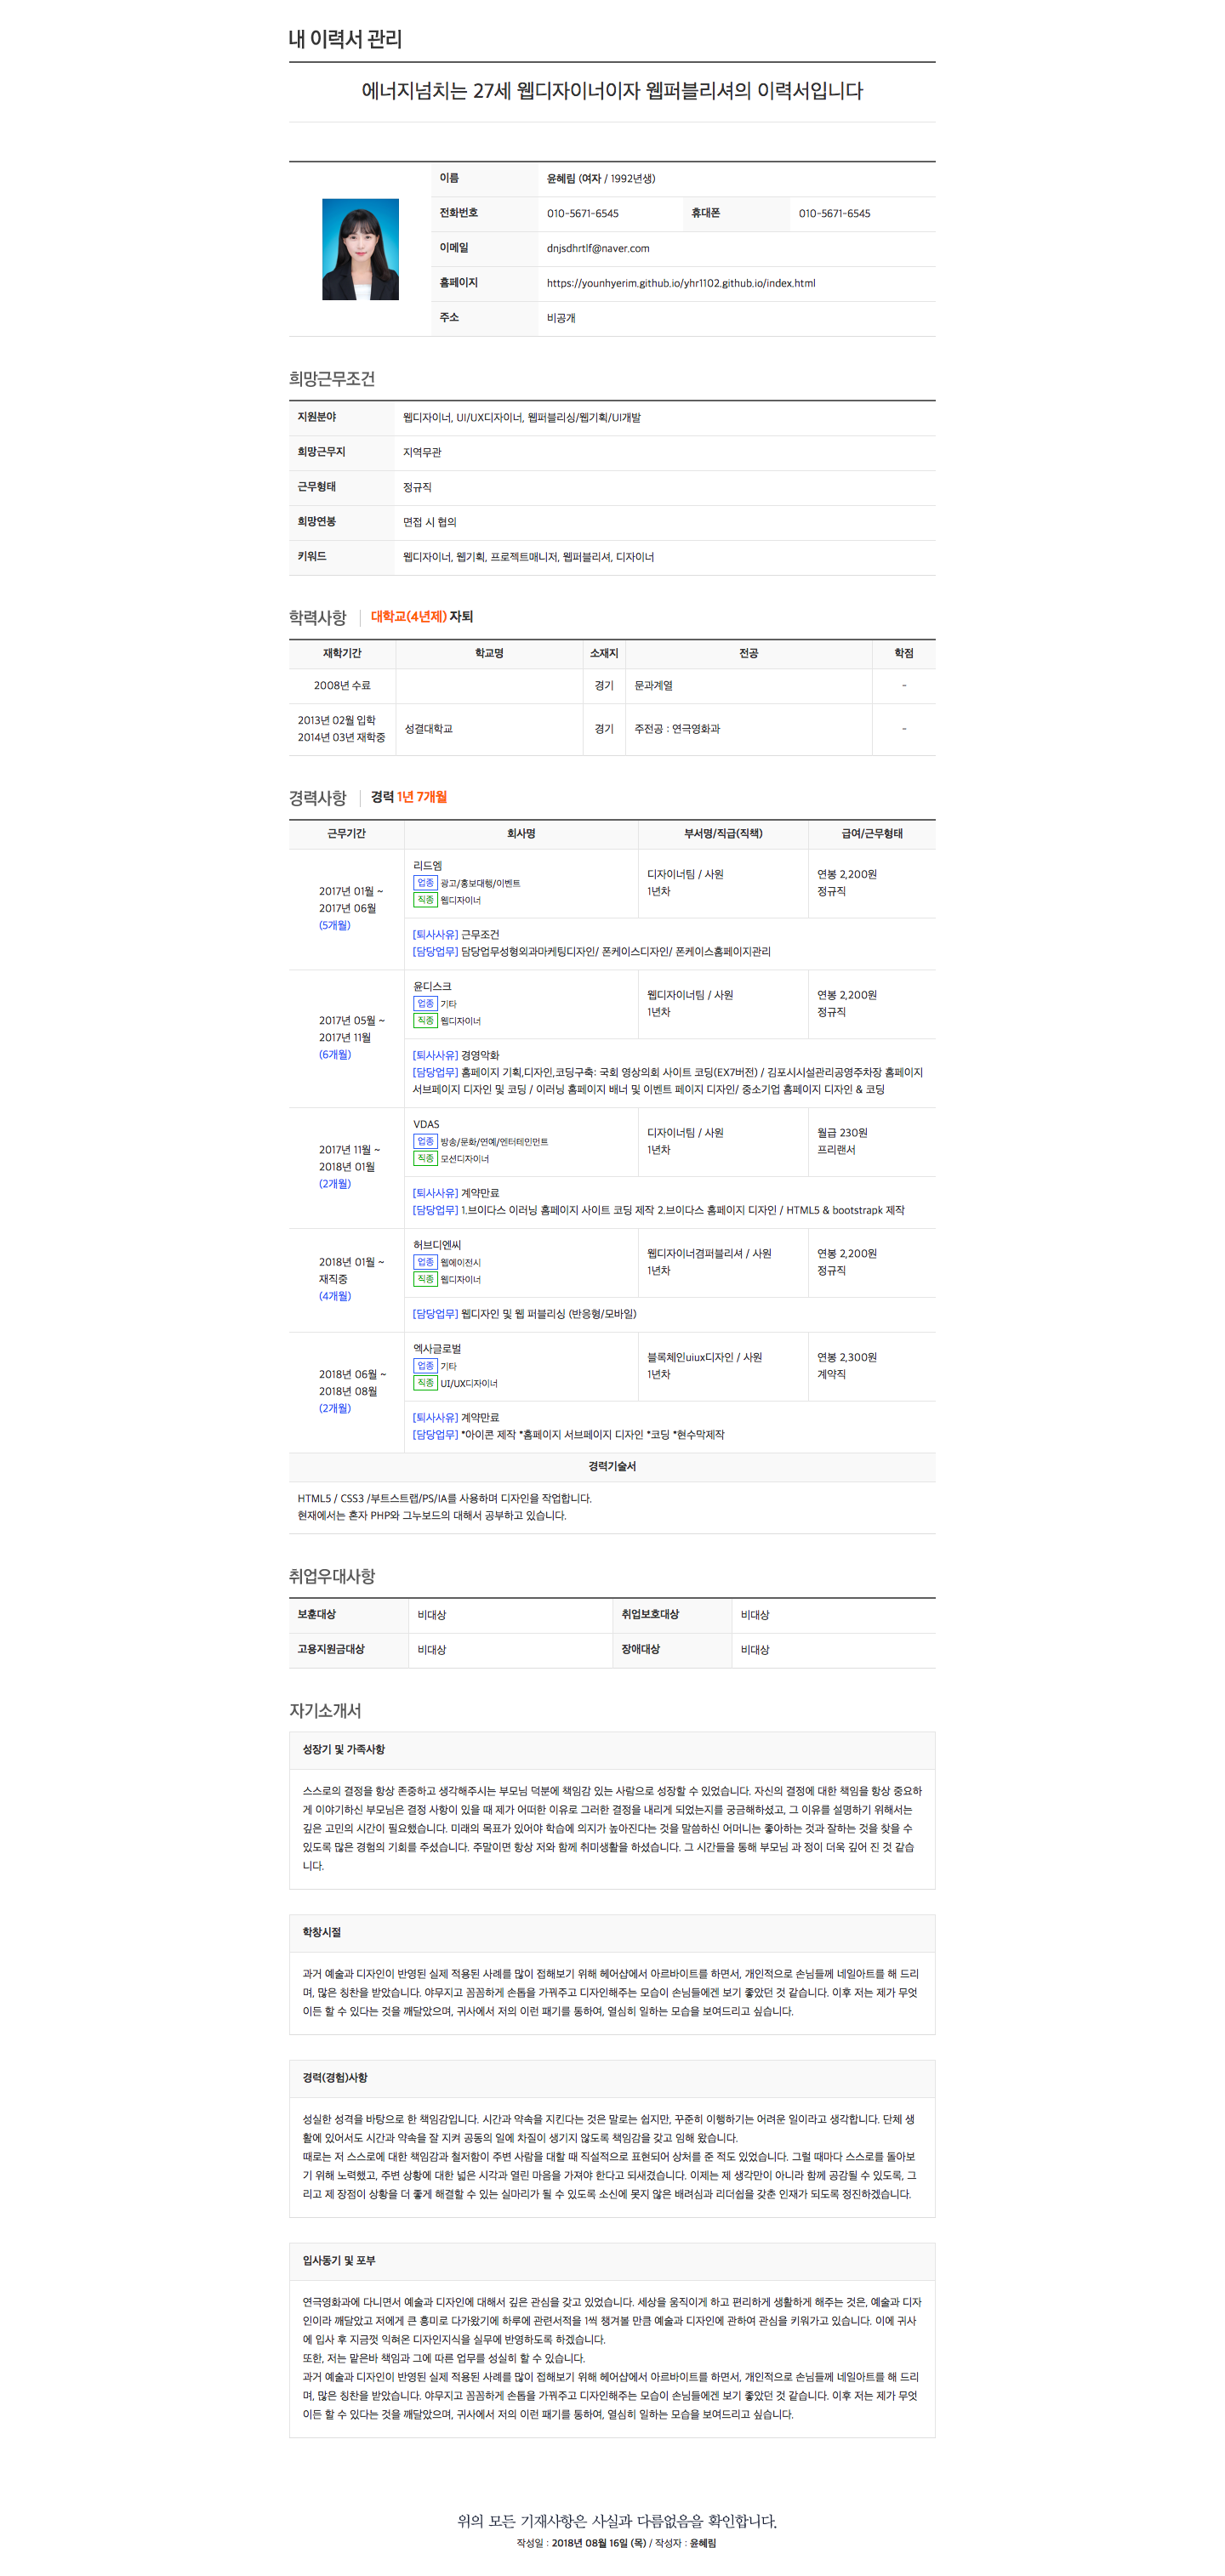 내 이력서 관리
에너지넘치는 27세 웹디자이너이자 웹퍼블리셔의 이력서입니다
이름 윤혜림 (여자 / 1992년생)
전화번호 010-5671-6545 휴대폰 010-5671-6545
이메일 dnjsdhrtlf@naver.com
홈페이지 https://younhyerim.github.io/yhr1102.github.io/index.html
주소 비공개
희망근무조건
지원분야 웹디자이너, UI/UX디자이너, 웹퍼블리싱/웹기획/UI개발
희망근무지 지역무관
근무형태 정규직
희망연봉 면접 시 협의
키워드 웹디자이너, 웹기획, 프로젝트매니저, 웹퍼블리셔, 디자이너
학력사항 대학교(4년제) 자퇴
재학기간 학교명 소재지 전공 학점
2008년 수료 경기 문과계열 -
2013년 02월 입학
2014년 03년 재학중 성결대학교 경기 주전공 : 연극영화과 -
경력사항 경력 1년 7개월
근무기간 회사명 부서명/직급(직책) 급여/근무형태
2017년 01월 ~
2017년 06월
(5개월)
리드엠
업종 광고/홍보대행/이벤트
직종 웹디자이너
디자이너팀 / 사원
1년차
연봉 2,200원
정규직
[퇴사사유] 근무조건
[담당업무] 담당업무성형외과마케팅디자인/ 폰케이스디자인/ 폰케이스홈페이지관리
2017년 05월 ~
2017년 11월
(6개월)
윤디스크
업종 기타
직종 웹디자이너
웹디자이너팀 / 사원
1년차
연봉 2,200원
정규직
[퇴사사유] 경영악화
[담당업무] 홈페이지 기획,디자인,코딩구축: 국회 영상의회 사이트 코딩(EX7버전) / 김포시시설관리공영주차장 홈페이지
서브페이지 디자인 및 코딩 / 이러닝 홈페이지 배너 및 이벤트 페이지 디자인/ 중소기업 홈페이지 디자인 & 코딩
2017년 11월 ~
2018년 01월
(2개월)
VDAS
업종 방송/문화/연예/엔터테인먼트
직종 모션디자이너
디자이너팀 / 사원
1년차
월급 230원
프리랜서
[퇴사사유] 계약만료
[담당업무] 1.브이다스 이러닝 홈페이지 사이트 코딩 제작 2.브이다스 홈페이지 디자인 / HTML5 & bootstrapk 제작
2018년 01월 ~
재직중
(4개월)
허브디엔씨
업종 웹에이전시
직종 웹디자이너
웹디자이너겸퍼블리셔 / 사원
1년차
연봉 2,200원
정규직
[담당업무] 웹디자인 및 웹 퍼블리싱 (반응형/모바일)
2018년 06월 ~
2018년 08월
(2개월)
엑사글로벌
업종 기타
직종 UI/UX디자이너
블록체인uiux디자인 / 사원
1년차
연봉 2,300원
계약직
[퇴사사유] 계약만료
[담당업무] *아이콘 제작 *홈페이지 서브페이지 디자인 *코딩 *현수막제작
경력기술서
HTML5 / CSS3 /부트스트랩/PS/IA를 사용하며 디자인을 작업합니다.
현재에서는 혼자 PHP와 그누보드의 대해서 공부하고 있습니다.
취업우대사항
보훈대상 비대상 취업보호대상 비대상
고용지원금대상 비대상 장애대상 비대상
자기소개서
성장기 및 가족사항
스스로의 결정을 항상 존중하고 생각해주시는 부모님 덕분에 책임감 있는 사람으로 성장할 수 있었습니다. 자신의 결정에 대한 책임을 항상 중요하
게 이야기하신 부모님은 결정 사항이 있을 때 제가 어떠한 이유로 그러한 결정을 내리게 되었는지를 궁금해하셨고, 그 이유를 설명하기 위해서는
깊은 고민의 시간이 필요했습니다. 미래의 목표가 있어야 학습에 의지가 높아진다는 것을 말씀하신 어머니는 좋아하는 것과 잘하는 것을 찾을 수
있도록 많은 경험의 기회를 주셨습니다. 주말이면 항상 저와 함께 취미생활을 하셨습니다. 그 시간들을 통해 부모님 과 정이 더욱 깊어 진 것 같습
니다.
학창시절
과거 예술과 디자인이 반영된 실제 적용된 사례를 많이 접해보기 위해 헤어샵에서 아르바이트를 하면서, 개인적으로 손님들께 네일아트를 해 드리
며, 많은 칭찬을 받았습니다. 야무지고 꼼꼼하게 손톱을 가꿔주고 디자인해주는 모습이 손님들에겐 보기 좋았던 것 같습니다. 이후 저는 제가 무엇
이든 할 수 있다는 것을 깨달았으며, 귀사에서 저의 이런 패기를 통하여, 열심히 일하는 모습을 보여드리고 싶습니다.
경력(경험)사항
성실한 성격을 바탕으로 한 책임감입니다. 시간과 약속을 지킨다는 것은 말로는 쉽지만, 꾸준히 이행하기는 어려운 일이라고 생각합니다. 단체 생
활에 있어서도 시간과 약속을 잘 지켜 공동의 일에 차질이 생기지 않도록 책임감을 갖고 임해 왔습니다.
때로는 저 스스로에 대한 책임감과 철저함이 주변 사람을 대할 때 직설적으로 표현되어 상처를 준 적도 있었습니다. 그럴 때마다 스스로를 돌아보
기 위해 노력했고, 주변 상황에 대한 넓은 시각과 열린 마음을 가져야 한다고 되새겼습니다. 이제는 제 생각만이 아니라 함께 공감될 수 있도록, 그
리고 제 장점이 상황을 더 좋게 해결할 수 있는 실마리가 될 수 있도록 소신에 못지 않은 배려심과 리더쉽을 갖춘 인재가 되도록 정진하겠습니다.
입사동기 및 포부
연극영화과에 다니면서 예술과 디자인에 대해서 깊은 관심을 갖고 있었습니다. 세상을 움직이게 하고 편리하게 생활하게 해주는 것은, 예술과 디자
인이라 깨달았고 저에게 큰 흥미로 다가왔기에 하루에 관련서적을 1씩 챙겨볼 만큼 예술과 디자인에 관하여 관심을 키워가고 있습니다. 이에 귀사
에 입사 후 지금껏 익혀온 디자인지식을 실무에 반영하도록 하겠습니다.
또한, 저는 맡은바 책임과 그에 따른 업무를 성실히 할 수 있습니다.
과거 예술과 디자인이 반영된 실제 적용된 사례를 많이 접해보기 위해 헤어샵에서 아르바이트를 하면서, 개인적으로 손님들께 네일아트를 해 드리
며, 많은 칭찬을 받았습니다. 야무지고 꼼꼼하게 손톱을 가꿔주고 디자인해주는 모습이 손님들에겐 보기 좋았던 것 같습니다. 이후 저는 제가 무엇
이든 할 수 있다는 것을 깨달았으며, 귀사에서 저의 이런 패기를 통하여, 열심히 일하는 모습을 보여드리고 싶습니다.
위의 모든 기재사항은 사실과 다름없음을 확인합니다.
작성일 : 2018년 08월 16일 (목) / 작성자 : 윤혜림